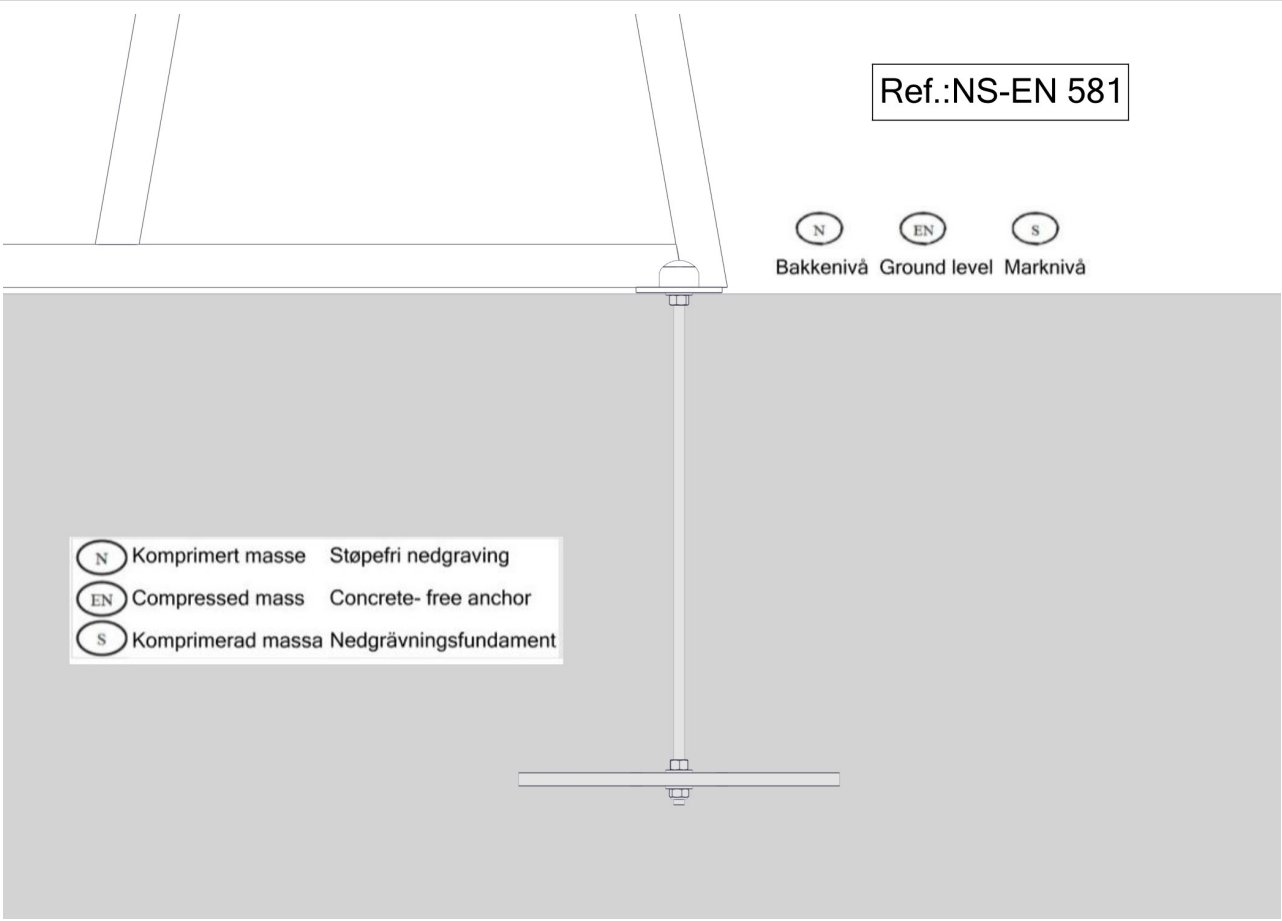 Ref.:NS-EN 581
N EN S
Bakkenivå Ground level Marknivå
N Komprimert masse Støpefri nedgraving
EN Compressed mass Concrete- free anchor
S Komprimerad massa Nedgrävningsfundament